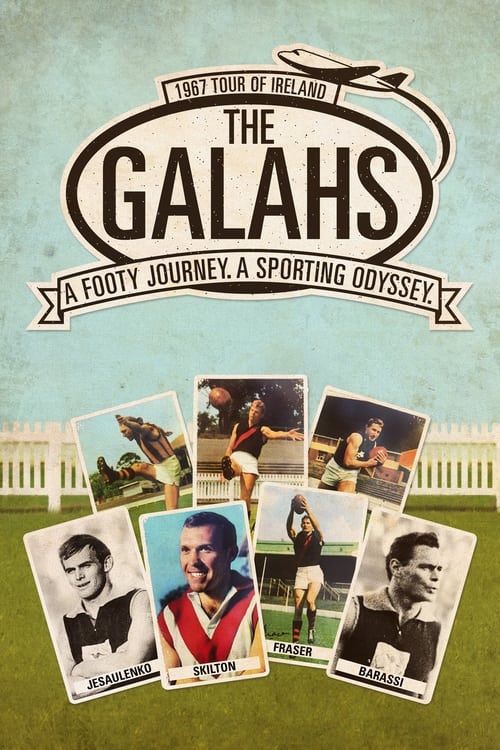 1967 TOUR OF IRELAND
THE
GALAHS
A FOOTY JOURNEY. A SPORTING ODYSSEY.
JESAULENKO
SKILTON
FRASER
BARASSI